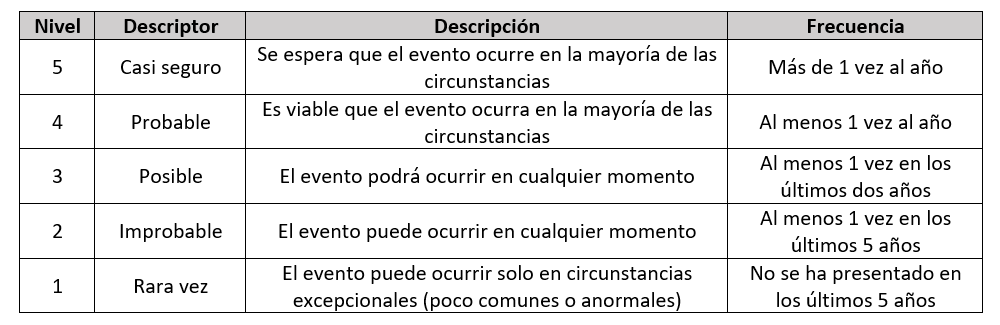 Nivel Descriptor Descripción Frecuencia
5 Casi seguro Se espera que el evento ocurre en la mayoría de las circunstancias Más de 1 vez al año
4 Probable Es viable que el evento ocurra en la mayoría de las circunstancias Al menos 1 vez al año
3 Posible El evento podrá ocurrir en cualquier momento Al menos 1 vez en los últimos dos años
2 Improbable El evento puede ocurrir en cualquier momento Al menos 1 vez en los últimos 5 años
1 Rara vez El evento puede ocurrir solo en circunstancias excepcionales (poco comunes o anormales) No se ha presentado en los últimos 5 años